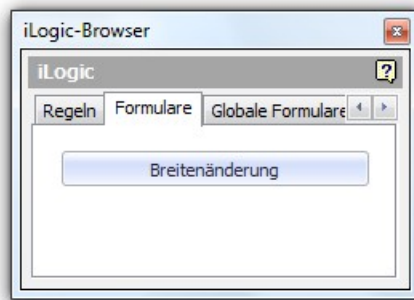 iLogic-Browser
iLogic
Regeln Formulare Globale Formulare
Breitenänderung